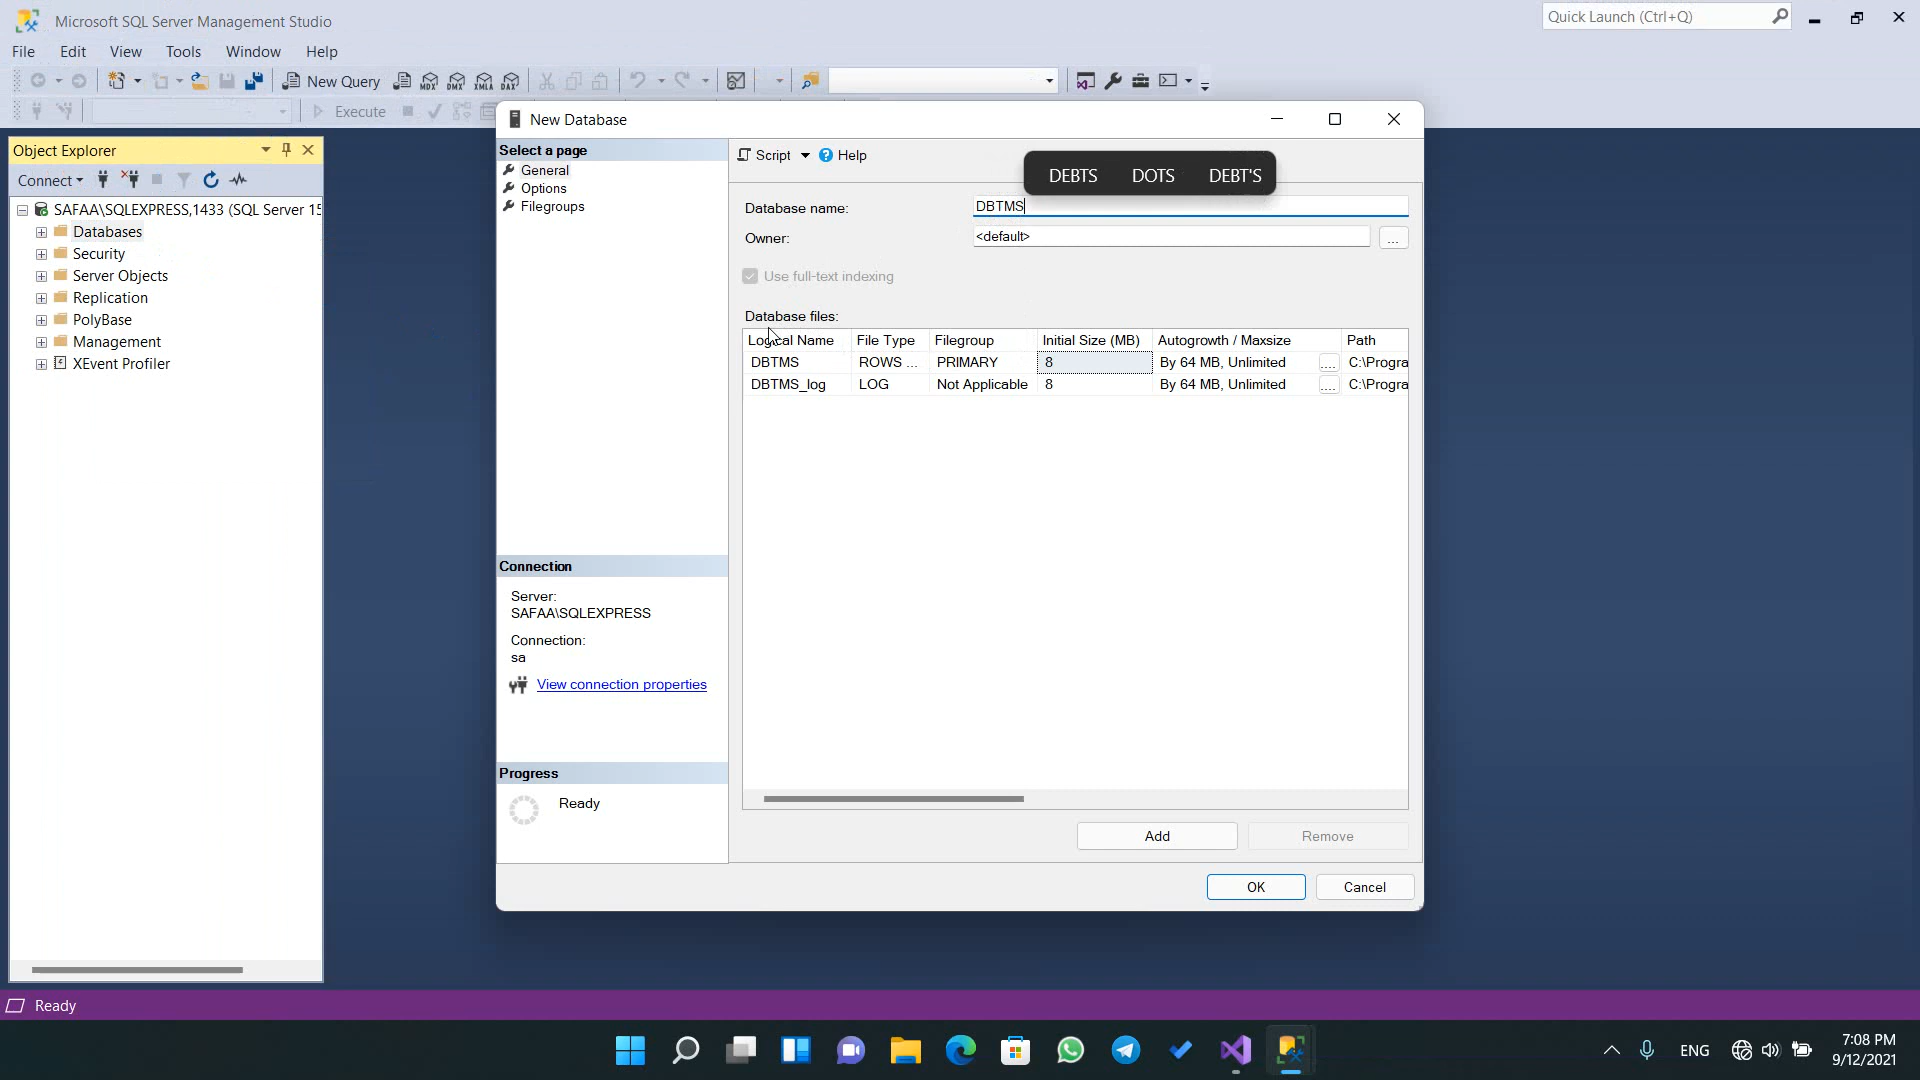 Microsoft SQL Server Management Studio
Quick Launch (Ctrl+Q)
File Edit View Tools Window Help
New Query MDX DMX XMLA DAX
Execute
Object Explorer
Connect
SAFAA\SQLEXPRESS,1433 (SQL Server 15
Databases
Security
Server Objects
Replication
PolyBase
Management
XEvent Profiler
New Database
Select a page
General
Options
Filegroups
Script Help
DEBTS DOTS DEBT'S
Database name: DBTMS
Owner: <default> ...
Use full-text indexing
Database files:
Logical Name File Type Filegroup Initial Size (MB) Autogrowth / Maxsize Path
DBTMS ROWS ... PRIMARY 8 By 64 MB, Unlimited .... C:\Progra
DBTMS_log LOG Not Applicable 8 By 64 MB, Unlimited .... C:\Progra
Connection
Server:
SAFAA\SQLEXPRESS
Connection:
sa
View connection properties
Progress
Ready
Add Remove
OK Cancel
Ready
ENG
7:08 PM
9/12/2021